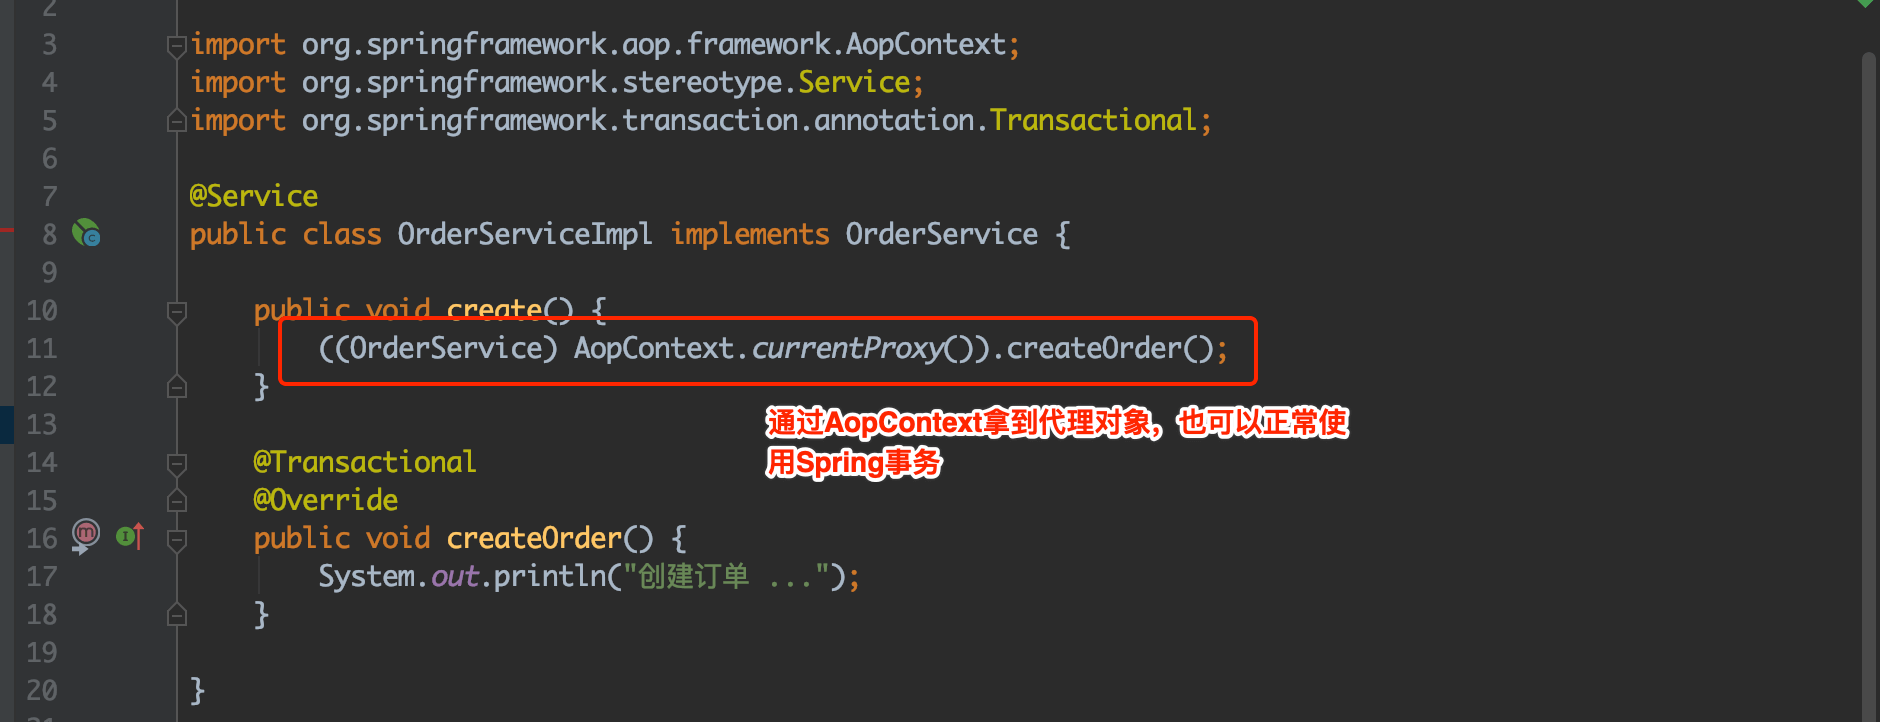 2
3 import org.springframework.aop.framework.AopContext;
4 import org.springframework.stereotype.Service;
5 import org.springframework.transaction.annotation.Transactional;
6
7 @Service
8 public class OrderServiceImpl implements OrderService {
9
10 public void create() {
11 ((OrderService) AopContext.currentProxy()).createOrder();
12 }
通过AopContext拿到代理对象，也可以正常使
用Spring事务
13
14 @Transactional
15 @Override
16 public void createOrder() {
17 System.out.println("创建订单 ...");
18 }
19
20 }
21